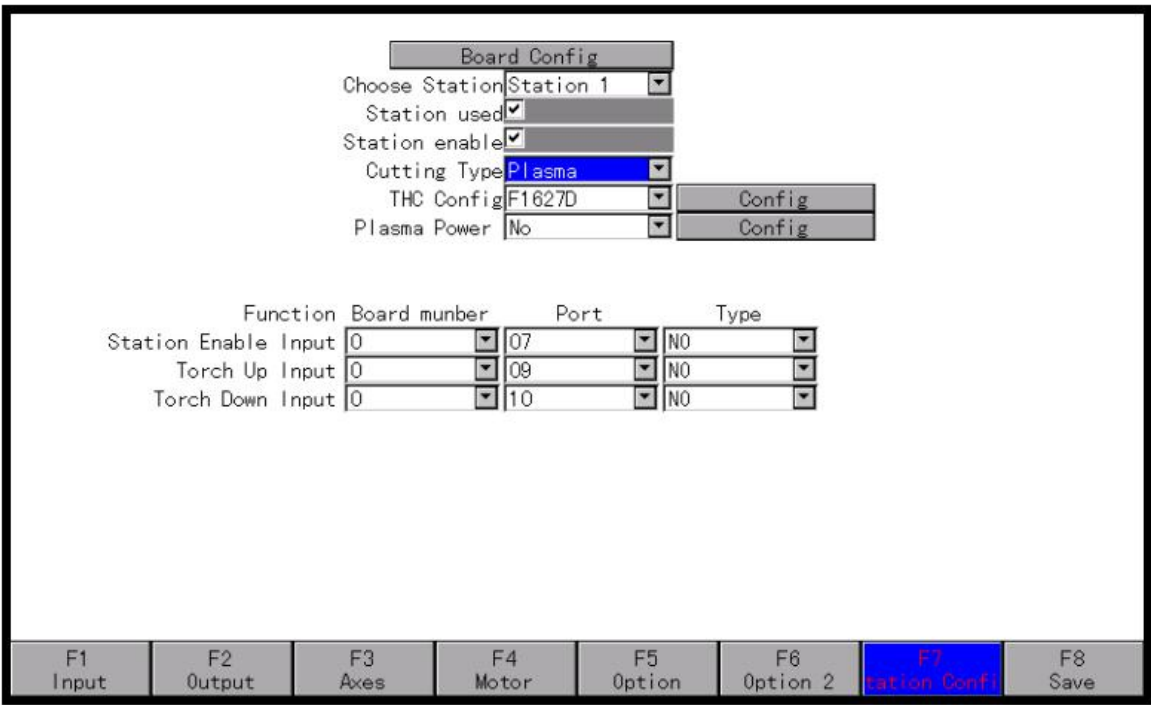 Board Config
Choose Station Station 1
Station used
Station enable
Cutting Type Plasma
THC Config F1627D Config
Plasma Power No Config
Function Board munber Port Type
Station Enable Input 0 07 NO
Torch Up Input 0 09 NO
Torch Down Input 0 10 NO
F1 F2 F3 F4 F5 F6 F7 F8
Input Output Axes Motor Option Option 2 tation Confi Save